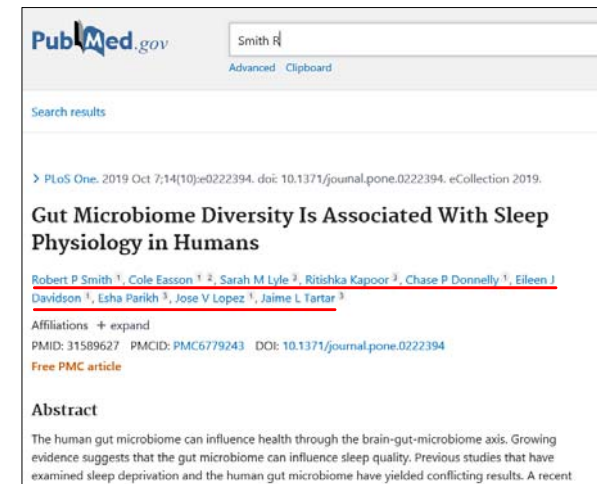 PubMed.gov
Smith R
Advanced Clipboard
Search results
> PLoS One. 2019 Oct 7;14(10):e0222394. doi: 10.1371/journal.pone.0222394. eCollection 2019.
Gut Microbiome Diversity Is Associated With Sleep
Physiology in Humans
Robert P Smith 1, Cole Easson 1 2, Sarah M Lyle 3, Ritishka Kapoor 3, Chase P Donnelly 1, Eileen J
Davidson 1, Esha Parikh 3, Jose V Lopez 1, Jaime L Tartar 3
Affiliations + expand
PMID: 31589627 PMCID: PMC6779243 DOI: 10.1371/journal.pone.0222394
Free PMC article
Abstract
The human gut microbiome can influence health through the brain-gut-microbiome axis. Growing
evidence suggests that the gut microbiome can influence sleep quality. Previous studies that have
examined sleep deprivation and the human gut microbiome have yielded conflicting results. A recent